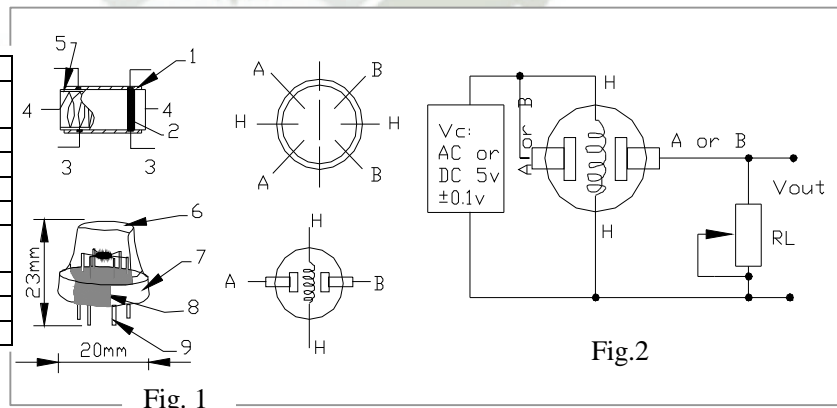 5
1
4
4
2
3
3
A
B
H
H
A
B
6
7
8
9
23mm
20mm
A
B
H
H
Fig. 1
H
Vc:
AC or
DC 5v
±0.1v
A or B
A or B
H
Vout
RL
Fig.2